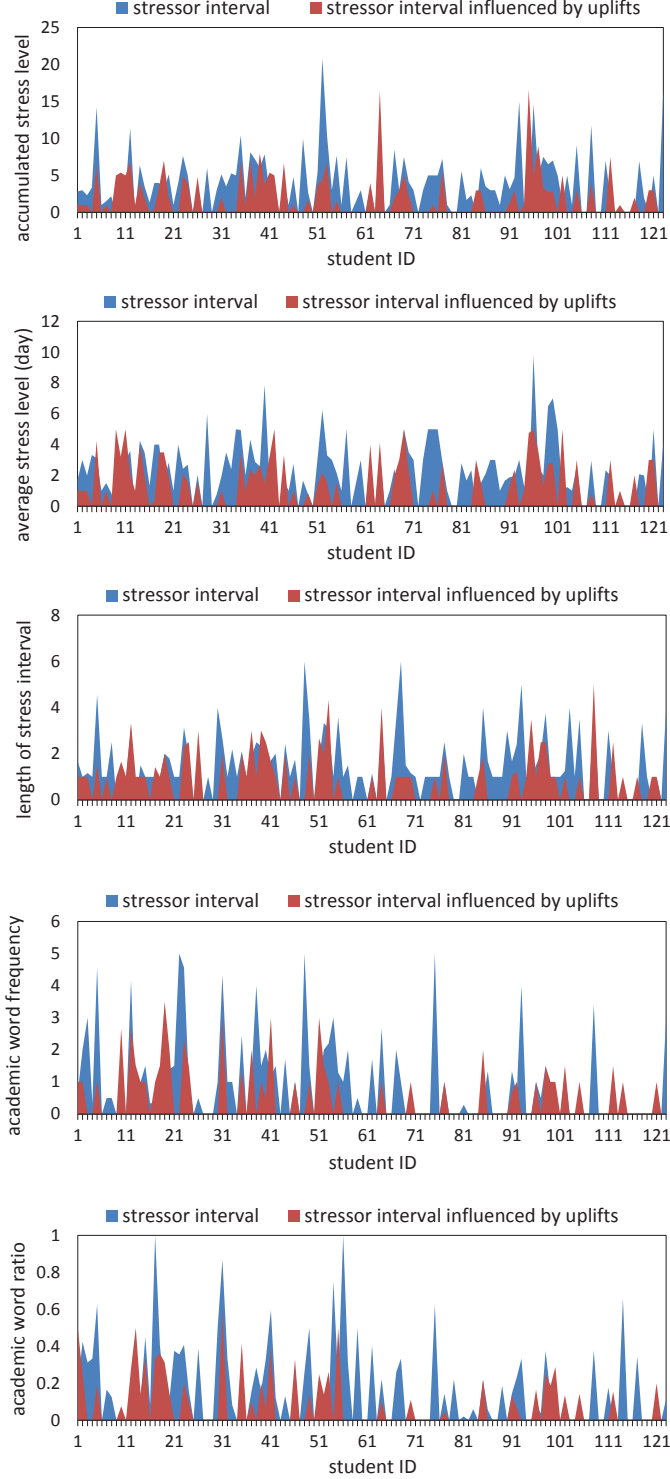 stressor interval stressor interval influenced by uplifts
accumulated stress level
25
20
15
10
5
0
1 11 21 31 41 51 61 71 81 91 101 111 121
student ID
stressor interval stressor interval influenced by uplifts
average stress level (day)
12
10
8
6
4
2
0
1 11 21 31 41 51 61 71 81 91 101 111 121
student ID
stressor interval stressor interval influenced by uplifts
length of stress interval
8
6
4
2
0
1 11 21 31 41 51 61 71 81 91 101 111 121
student ID
stressor interval stressor interval influenced by uplifts
academic word frequency
6
5
4
3
2
1
0
1 11 21 31 41 51 61 71 81 91 101 111 121
student ID
stressor interval stressor interval influenced by uplifts
academic word ratio
1
0.8
0.6
0.4
0.2
0
1 11 21 31 41 51 61 71 81 91 101 111 121
student ID